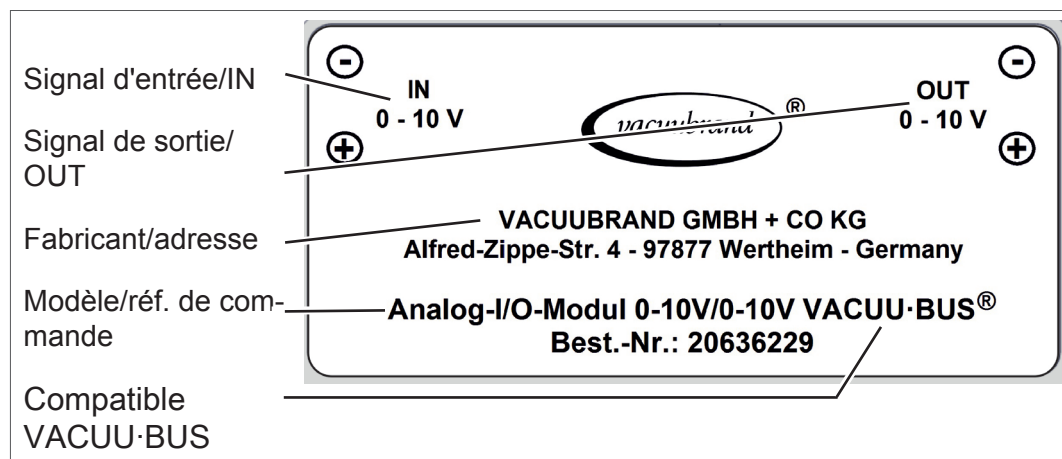 Signal d'entrée/IN
Signal de sortie/
OUT
Fabricant/adresse
Modèle/réf. de com-
mande
Compatible
VACUU·BUS
IN
0 - 10 V
vacuubrand®
OUT
0 - 10 V
VACUUBRAND GMBH + CO KG
Alfred-Zippe-Str. 4 - 97877 Wertheim - Germany
Analog-I/O-Modul 0-10V/0-10V VACUU·BUS®
Best.-Nr.: 20636229